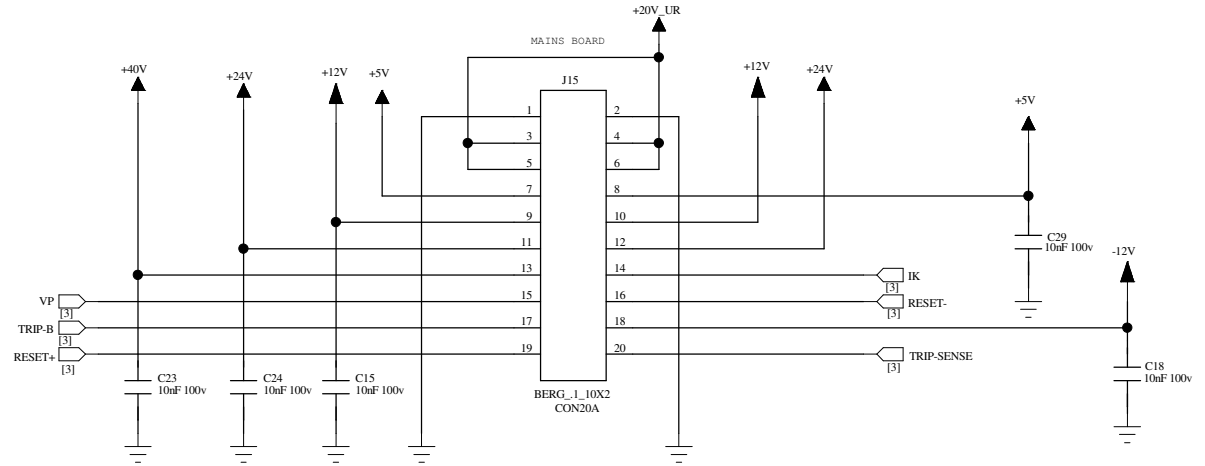 +20V_UR
MAINS BOARD
+40V
+24V
+12V
+5V
J15
+12V
+24V
+5V
1
2
3
4
5
6
7
8
9
10
11
12
13
14
15
16
17
18
19
20
C29
10nF 100v
-12V
IK
[3]
VP
[3]
RESET-
[3]
TRIP-B
[3]
RESET+
[3]
TRIP-SENSE
[3]
C23
10nF 100v
C24
10nF 100v
C15
10nF 100v
C18
10nF 100v
BERG_.1_10X2
CON20A